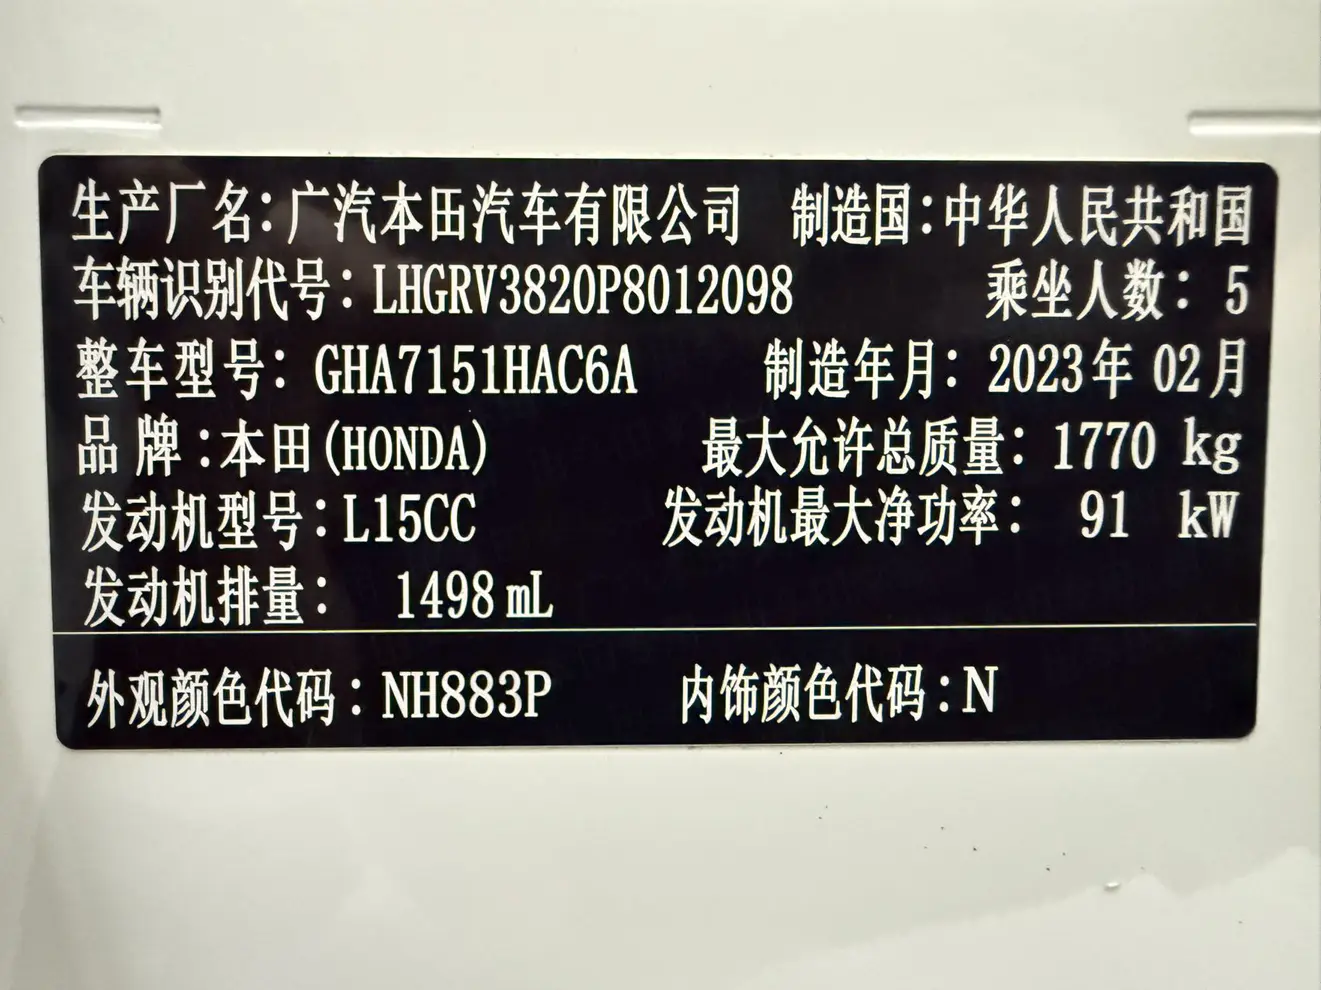 生产厂名：广汽本田汽车有限公司 制造国：中华人民共和国
车辆识别代号：LHGRV3820P8012098 乘坐人数：5
整车型号：GHA7151HAC6A 制造年月：2023年02月
品牌：本田(HONDA) 最大允许总质量：1770 kg
发动机型号：L15CC 发动机最大净功率：91 kW
发动机排量：1498 mL
外观颜色代码：NH883P 内饰颜色代码：N